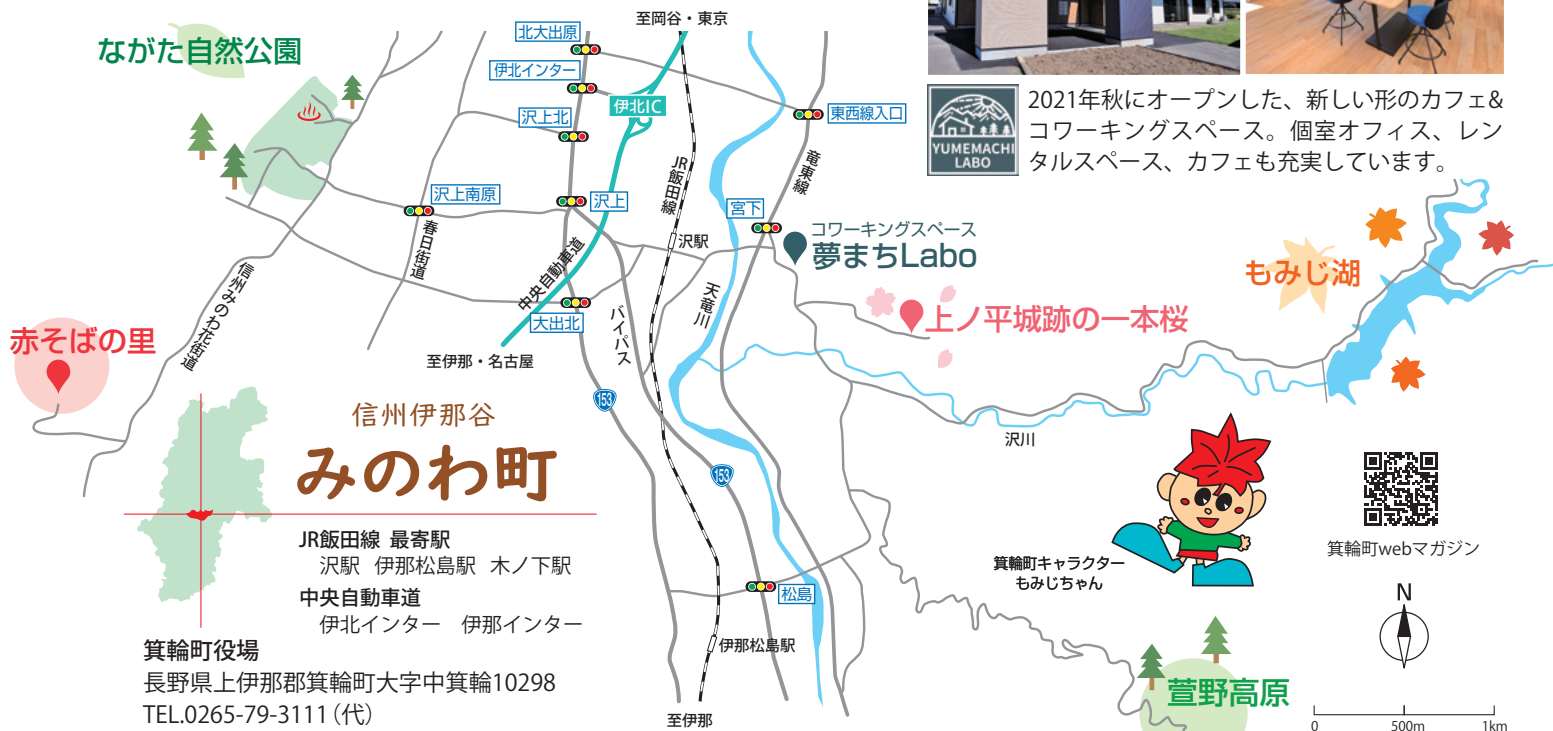 至岡谷・東京
北大出原
ながた自然公園
伊北インター
伊北IC
沢上北
東西線入口
YUMEMACHI
LABO
2021年秋にオープンした、新しい形のカフェ&
コワーキングスペース。個室オフィス、レン
タルスペース、カフェも充実しています。
JR飯田線
竜東線
沢上南原
沢上
宮下
春日街道
沢駅
コワーキングスペース
夢まちLabo
中央自動車道
信州みのわ花街道
天竜川
もみじ湖
大出北
バイパス
上ノ平城跡の一本桜
赤そばの里
至伊那・名古屋
153
信州伊那谷
みのわ町
沢川
153
JR飯田線 最寄駅
沢駅 伊那松島駅 木ノ下駅
中央自動車道
伊北インター 伊那インター
箕輪町役場
長野県上伊那郡箕輪町大字中箕輪10298
TEL.0265-79-3111（代）
箕輪町キャラクター
もみじちゃん
箕輪町webマガジン
松島
N
伊那松島駅
萱野高原
至伊那
0 500m 1km